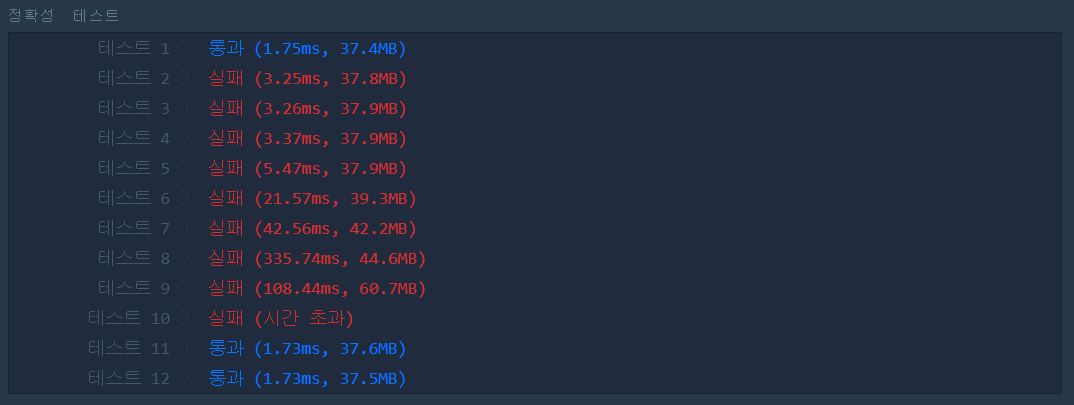 정확성 테스트
테스트 1 〉 통과 (1.75ms, 37.4MB)
테스트 2 〉 실패 (3.25ms, 37.8MB)
테스트 3 〉 실패 (3.26ms, 37.9MB)
테스트 4 〉 실패 (3.37ms, 37.9MB)
테스트 5 〉 실패 (5.47ms, 37.9MB)
테스트 6 〉 실패 (21.57ms, 39.3MB)
테스트 7 〉 실패 (42.56ms, 42.2MB)
테스트 8 〉 실패 (335.74ms, 44.6MB)
테스트 9 〉 실패 (108.44ms, 60.7MB)
테스트 10 〉 실패 (시간 초과)
테스트 11 〉 통과 (1.73ms, 37.6MB)
테스트 12 〉 통과 (1.73ms, 37.5MB)